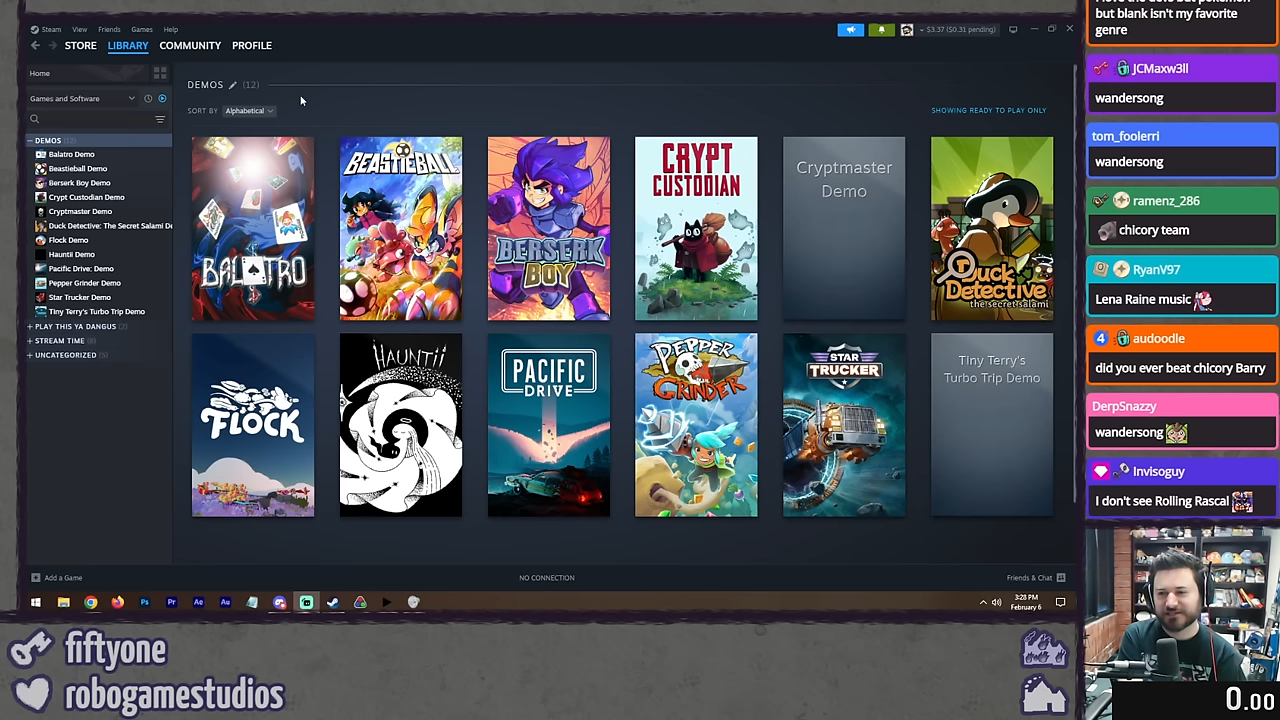 Steam View Friends Games Help
$3.37 ($0.31 pending)
STORE LIBRARY COMMUNITY PROFILE
Home
Games and Software
DEMOS (12)
Balatro Demo
Beastieball Demo
Berserk Boy Demo
Crypt Custodian Demo
Cryptmaster Demo
Duck Detective: The Secret Salami De
Flock Demo
Hauntii Demo
Pacific Drive: Demo
Pepper Grinder Demo
Star Trucker Demo
Tiny Terry's Turbo Trip Demo
PLAY THIS YA DANGUS
STREAM TIME
UNCATEGORIZED
DEMOS (12)
SORT BY Alphabetical
SHOWING READY TO PLAY ONLY
BALATRO
BEASTIEBALL
BERSERK
BOY
CRYPT
CUSTODIAN
Cryptmaster
Demo
Duck
Detective
the secret salami
FLOCK
HAUNTII
PACIFIC
DRIVE
PEPPER
GRINDER
STAR
TRUCKER
Tiny Terry's
Turbo Trip Demo
Add a Game
NO CONNECTION
Friends & Chat
3:28 PM
February 6
but blank isn't my favorite
genre
JCMaxw3ll
wandersong
tom_foolerri
wandersong
ramenz_286
chicory team
RyanV97
Lena Raine music
4 audoodle
did you ever beat chicory Barry
DerpSnazzy
wandersong
Invisoguy
I don't see Rolling Rascal
fiftyone
robogamestudios
0.00